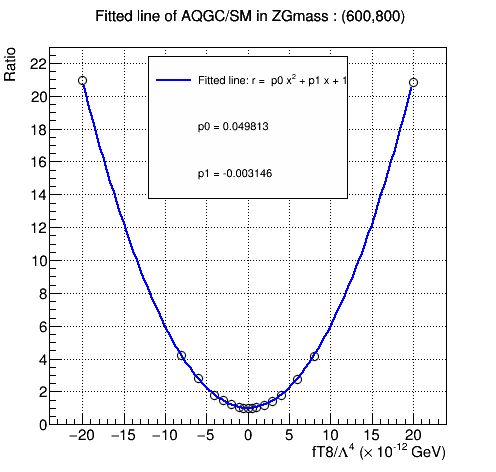 Fitted line of AQGC/SM in ZGmass : (600,800)
Ratio
Fitted line: r = p0 x² + p1 x + 1
p0 = 0.049813
p1 = -0.003146
22
20
18
16
14
12
10
8
6
4
2
0
−20 −15 −10 −5 0 5 10 15 20
fT8/Λ⁴ (× 10⁻¹² GeV)